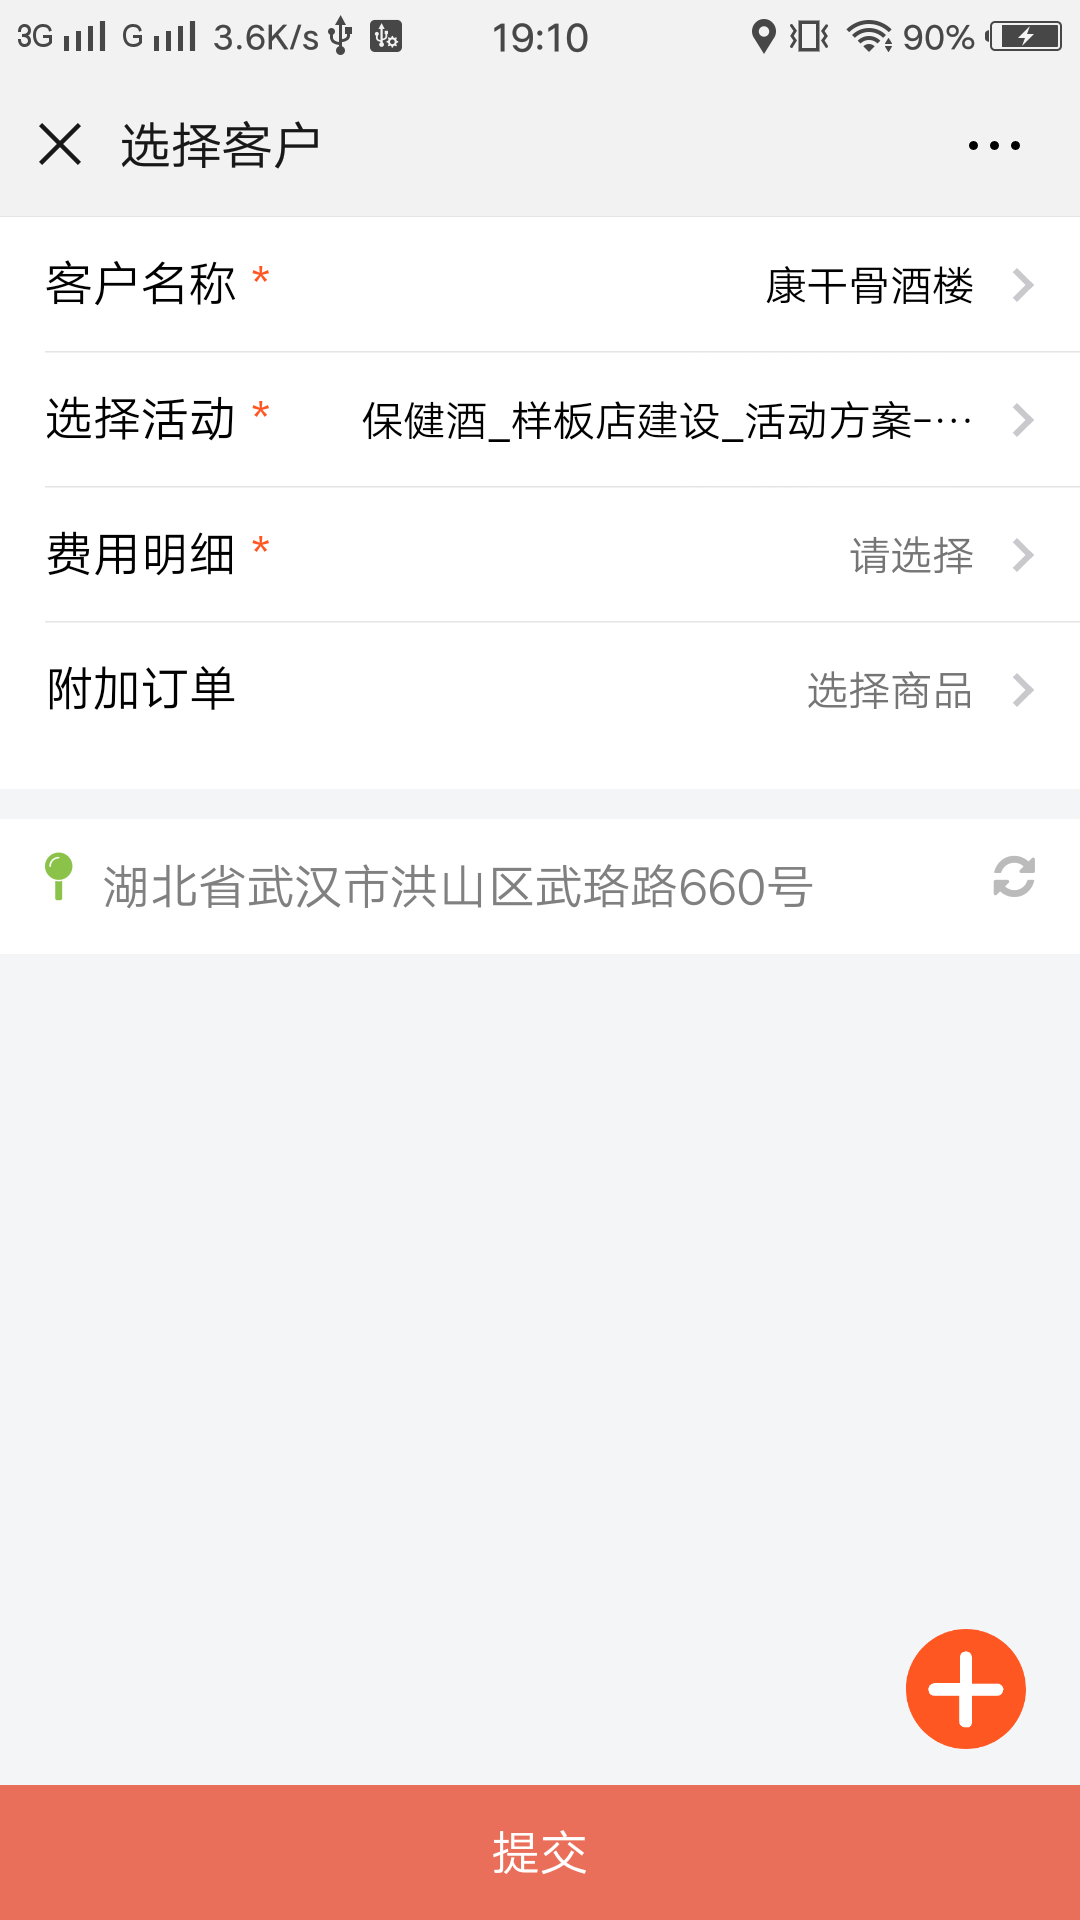 3G G 3.6K/s 19:10 90%
选择客户
客户名称 * 康干骨酒楼
选择活动 * 保健酒_样板店建设_活动方案-…
费用明细 * 请选择
附加订单 选择商品
湖北省武汉市洪山区武珞路660号
提交